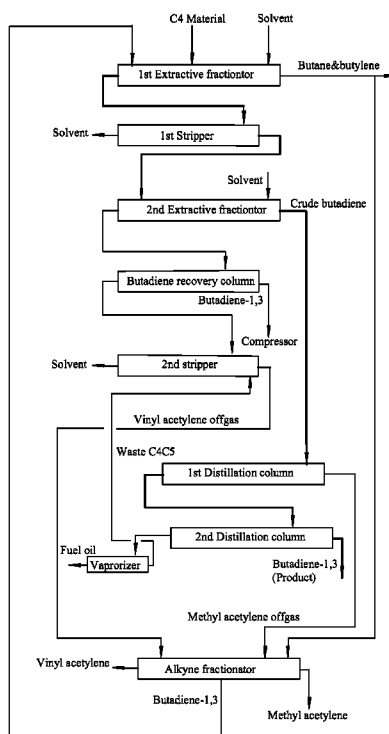 C4 Material
Solvent
1st Extractive fractiontor
Butane&butylene
Solvent
1st Stripper
Solvent
2nd Extractive fractiontor
Crude butadiene
Butadiene recovery column
Butadiene-1,3
Compressor
Solvent
2nd stripper
Vinyl acetylene offgas
Waste C4C5
1st Distillation column
2nd Distillation column
Fuel oil
Vaprorizer
Butadiene-1,3
(Product)
Methyl acetylene offgas
Vinyl acetylene
Alkyne fractionator
Butadiene-1,3
Methyl acetylene